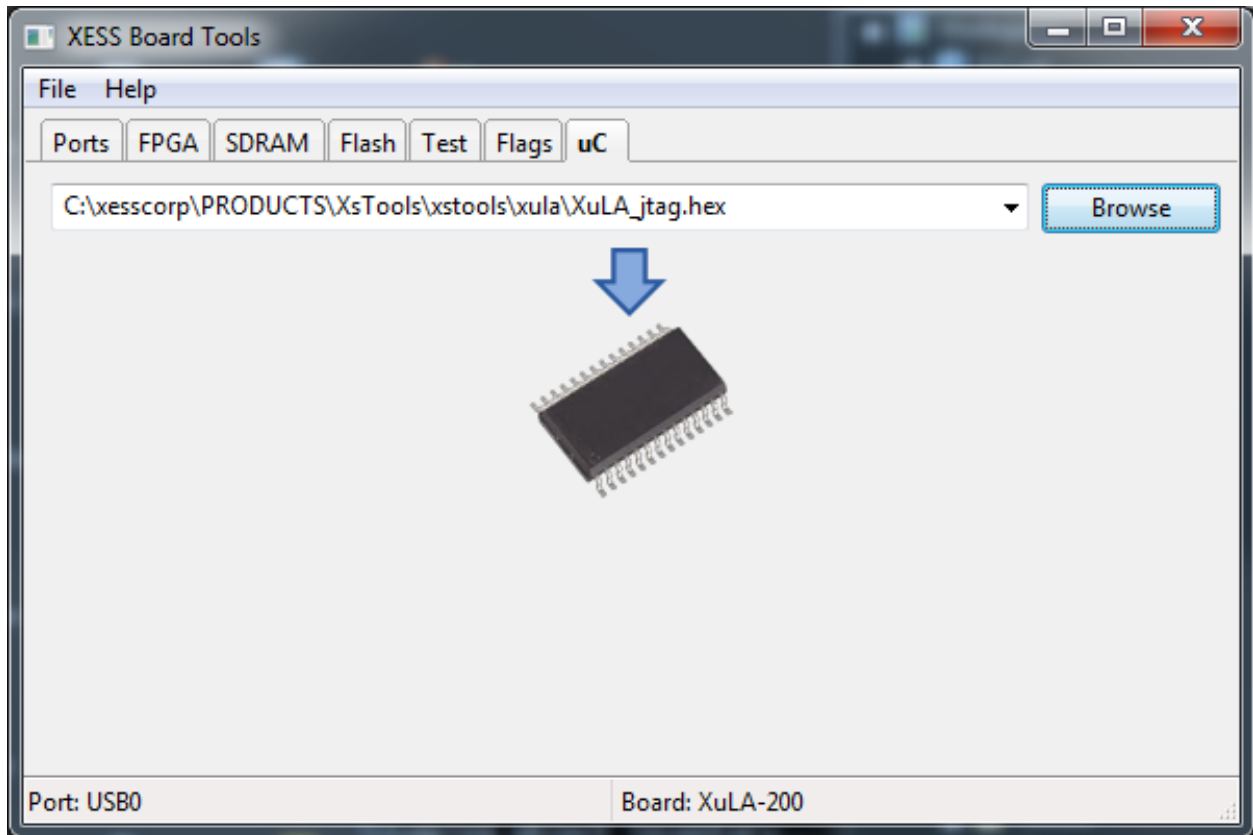 XESS Board Tools
File Help
Ports FPGA SDRAM Flash Test Flags uC
C:\xesscorp\PRODUCTS\XsTools\xstools\xula\XuLA_jtag.hex Browse
Port: USB0 Board: XuLA-200